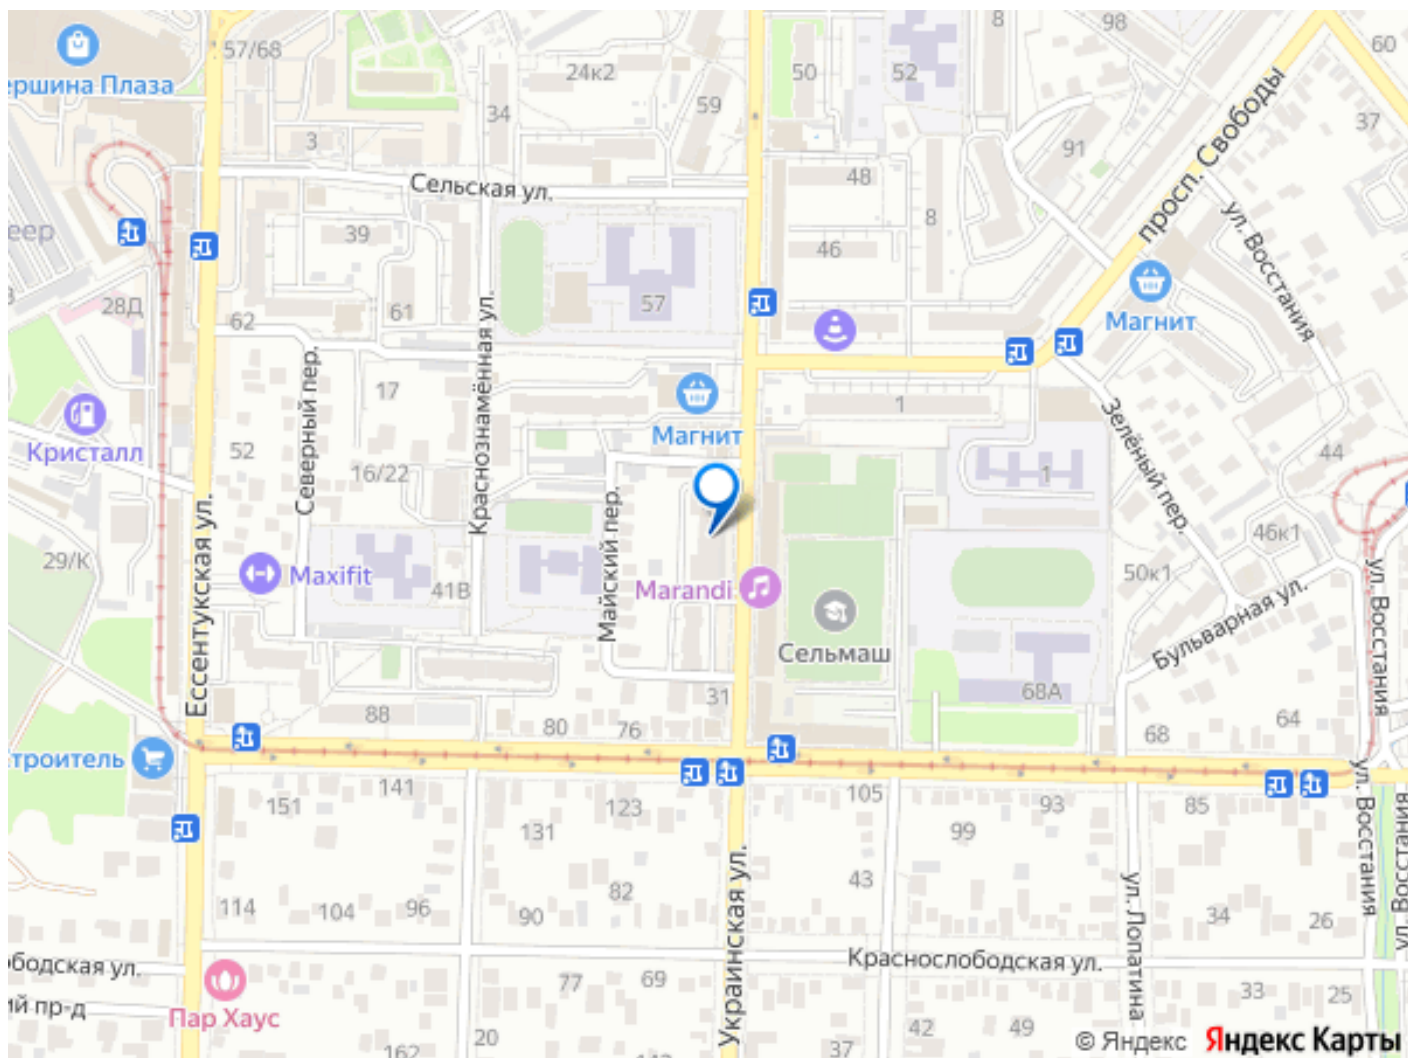 98
8
57/68
60
50
52
24к2
ершина Плаза
59
34
37
3
91
просп. Свободы
48
Сельская ул.
8
39
еер
46
ул. Восстания
28Д
57
61
62
Магнит
Краснознамённая ул.
Северный пер.
17
1
Зелёный пер.
Магнит
Кристалл
52
44
16/22
1
Ессентукская ул.
Майский пер.
46к1
29/К
Maxifit
50к1
41В
Marandi
ул. Восстания
Бульварная ул.
Сельмаш
68А
31
88
80
76
68
64
троитель
141
151
123
105
93
85
131
99
ул. Восстания
ул. Восстания
43
82
114
104
96
90
Украинская ул.
ул. Лопатина
34
26
ободская ул.
Краснослободская ул.
77
69
33
25
ий пр-д
Пар Хаус
20
42
49
162
37
© Яндекс Яндекс Карты